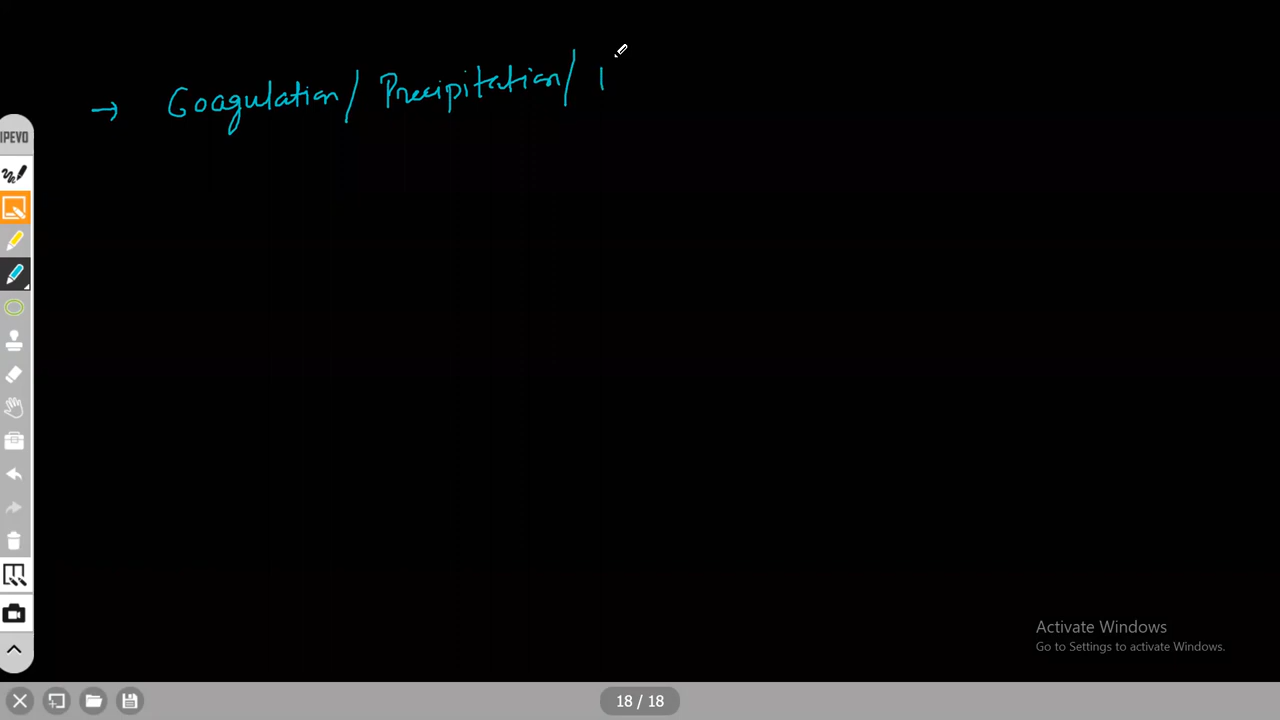 → Coagulation / Precipitation /
IPEVO
Activate Windows
Go to Settings to activate Windows.
18 / 18